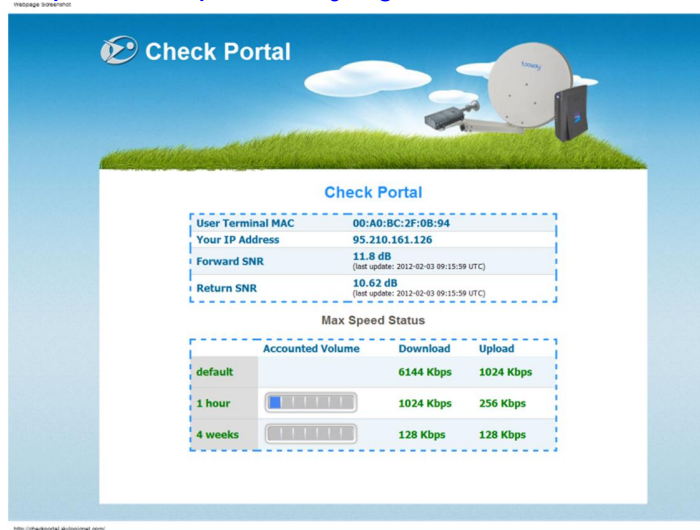 Webpage Screenshot
Check Portal
tooway
Check Portal
User Terminal MAC 00:A0:BC:2F:0B:94
Your IP Address 95.210.161.126
Forward SNR 11.8 dB
(last update: 2012-02-03 09:15:59 UTC)
Return SNR 10.62 dB
(last update: 2012-02-03 09:15:59 UTC)
Max Speed Status
Accounted Volume Download Upload
default 6144 Kbps 1024 Kbps
1 hour 1024 Kbps 256 Kbps
4 weeks 128 Kbps 128 Kbps